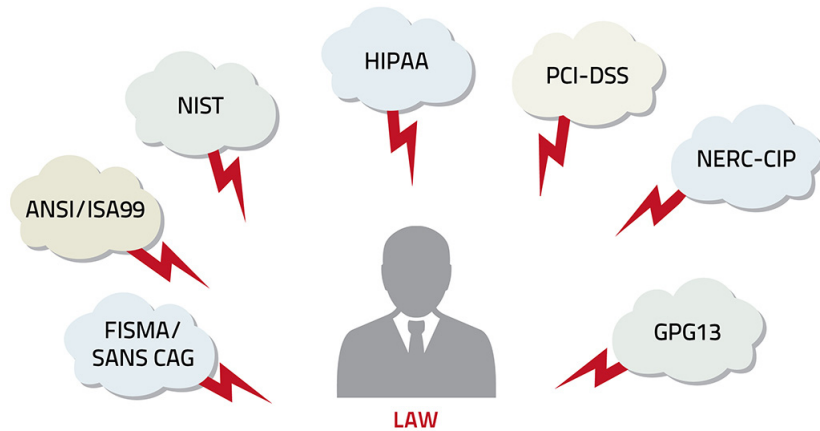 HIPAA
PCI-DSS
NIST
NERC-CIP
ANSI/ISA99
FISMA/
SANS CAG
GPG13
LAW